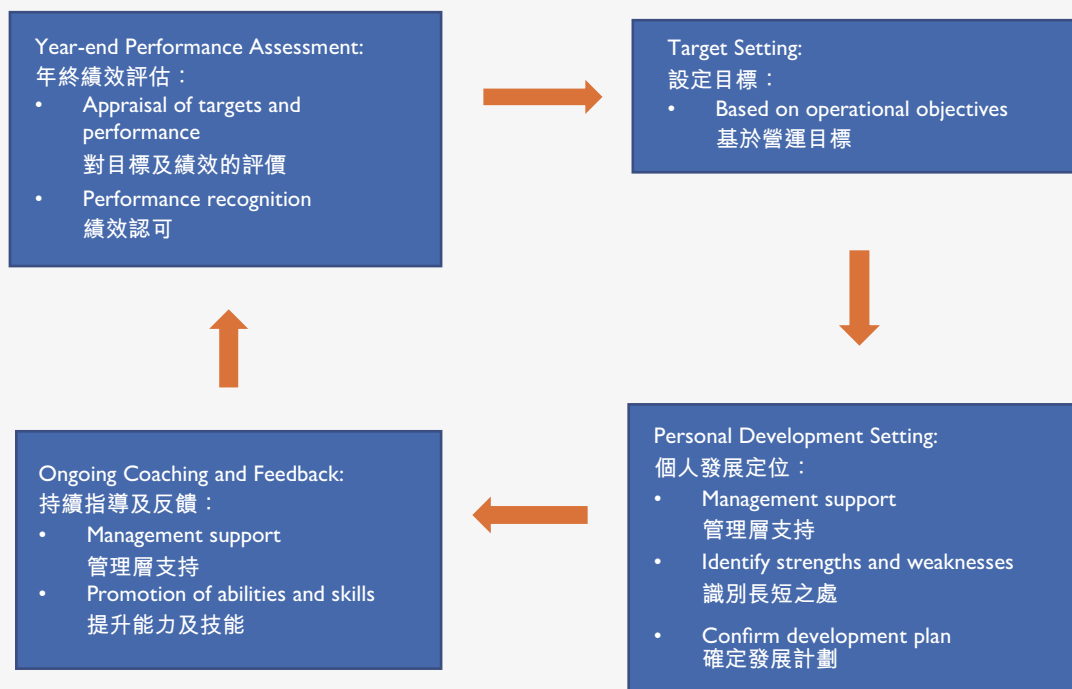 Year-end Performance Assessment:
年終績效評估：
• Appraisal of targets and
performance
對目標及績效的評價
• Performance recognition
績效認可
Target Setting:
設定目標：
• Based on operational objectives
基於營運目標
Ongoing Coaching and Feedback:
持續指導及反饋：
• Management support
管理層支持
• Promotion of abilities and skills
提升能力及技能
Personal Development Setting:
個人發展定位：
• Management support
管理層支持
• Identify strengths and weaknesses
識別長短之處
• Confirm development plan
確定發展計劃